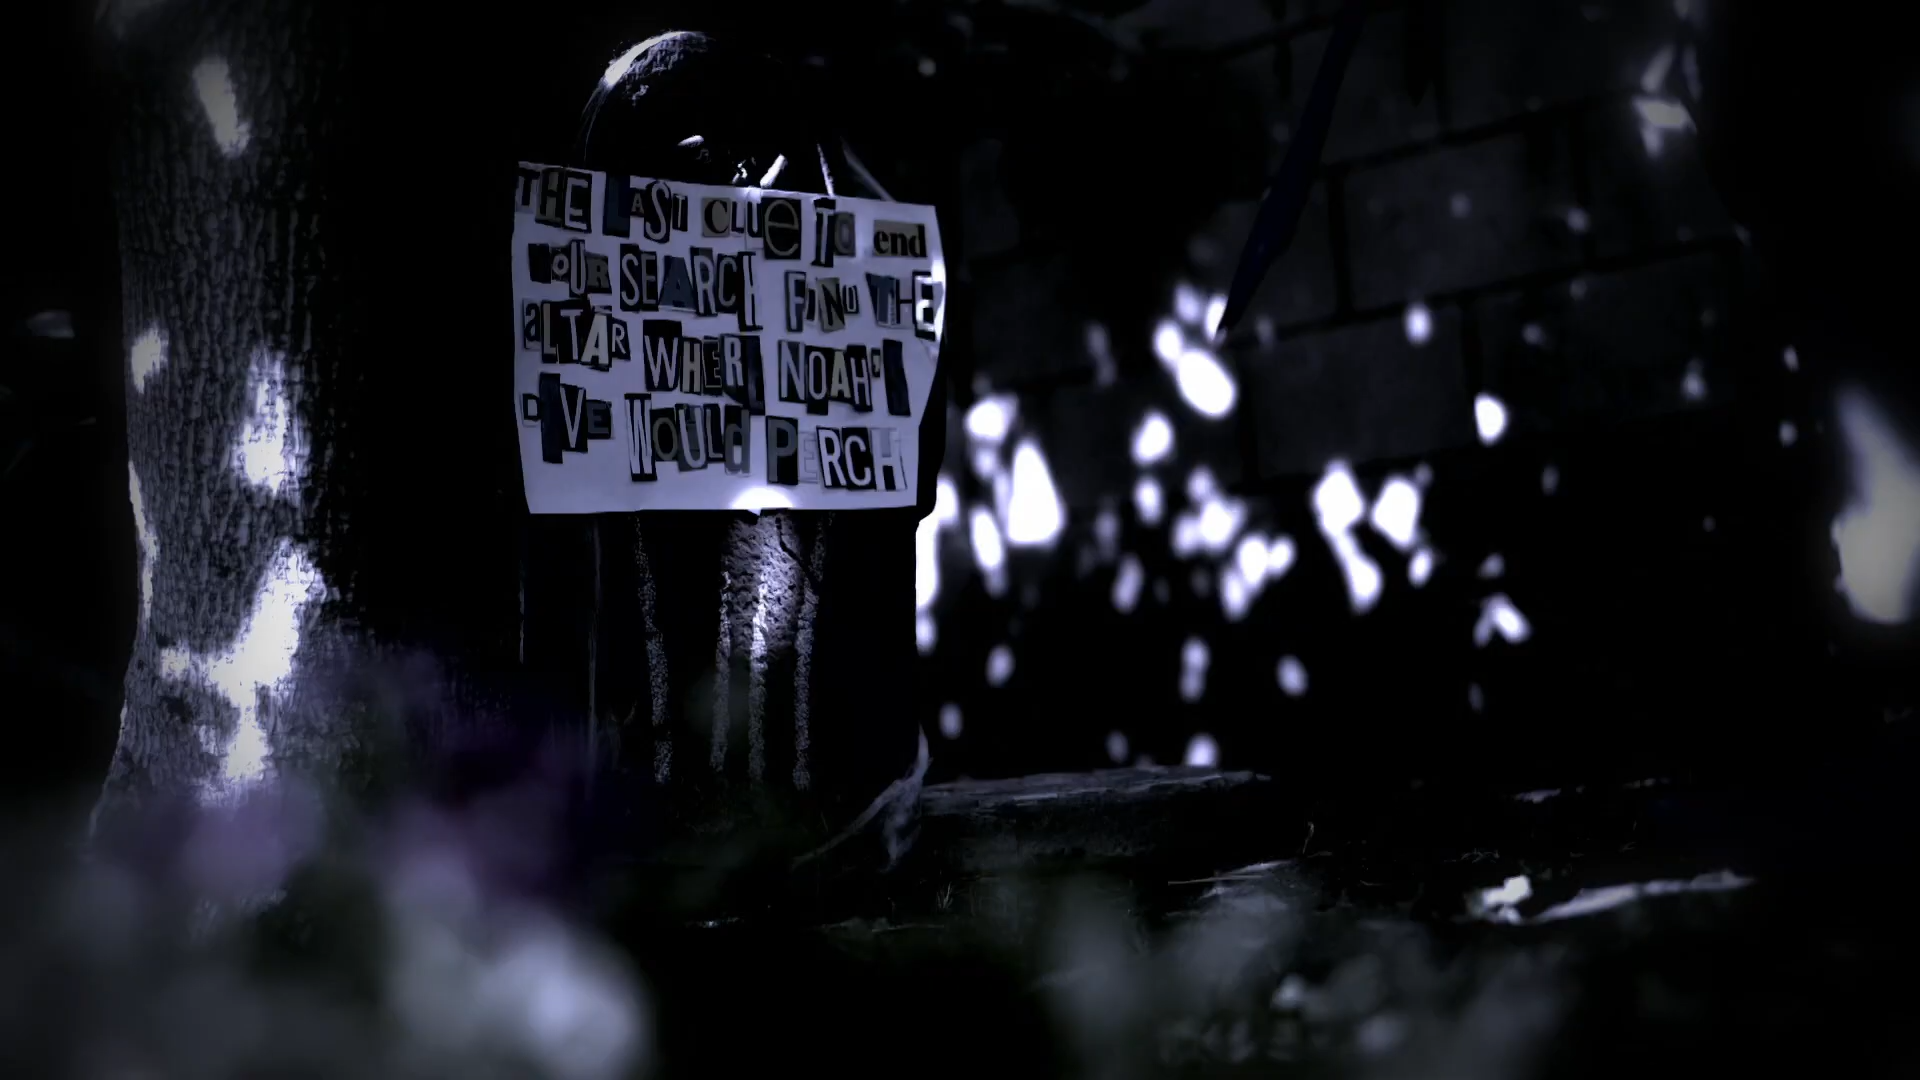 THE LAST CLUE TO end
YOUR SEARCH FIND THE
aLTAR WHERE NOAH'S
DOVE WOULd PERCH